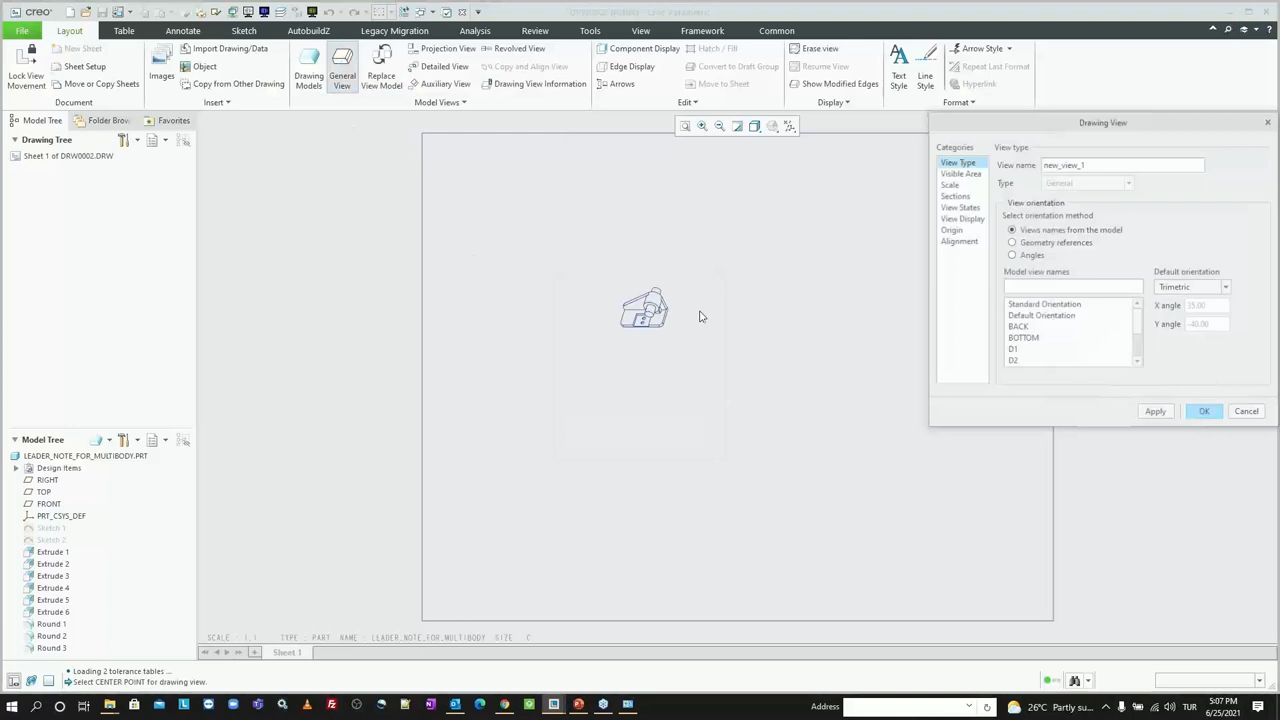 creo
File
Layout
Table
Annotate
Sketch
AutobuildZ
Legacy Migration
Analysis
Review
Tools
View
Framework
Common
Lock View Movement
New Sheet
Sheet Setup
Move or Copy Sheets
Document
Images
Import Drawing/Data
Object
Copy from Other Drawing
Insert
Drawing Models
General View
Replace View Model
Projection View
Detailed View
Auxiliary View
Revolved View
Copy and Align View
Drawing View Information
Model Views
Component Display
Edge Display
Arrows
Hatch / Fill
Convert to Draft Group
Move to Sheet
Edit
Erase view
Resume View
Show Modified Edges
Display
Text Style
Line Style
Arrow Style
Repeat Last Format
Hyperlink
Format
Model Tree
Folder Brow
Favorites
Drawing Tree
Sheet 1 of DRW0002.DRW
Model Tree
LEADER_NOTE_FOR_MULTIBODY.PRT
Design Items
RIGHT
TOP
FRONT
PRT_CSYS_DEF
Sketch 1
Sketch 2
Extrude 1
Extrude 2
Extrude 3
Extrude 4
Extrude 5
Extrude 6
Round 1
Round 2
Round 3
Drawing View
Categories
View Type
Visible Area
Scale
Sections
View States
View Display
Origin
Alignment
View type
View name new_view_1
Type General
View orientation
Select orientation method
Views names from the model
Geometry references
Angles
Model view names
Default orientation
Trimetric
Standard Orientation
Default Orientation
BACK
BOTTOM
D1
D2
X angle 35.00
Y angle -40.00
Apply
OK
Cancel
SCALE : 1:1 TYPE : PART NAME : LEADER_NOTE_FOR_MULTIBODY SIZE : C
Sheet 1
Loading 2 tolerance tables ...
Select CENTER POINT for drawing view.
Address
26°C Partly su...
TUR
5:07 PM
6/25/2021